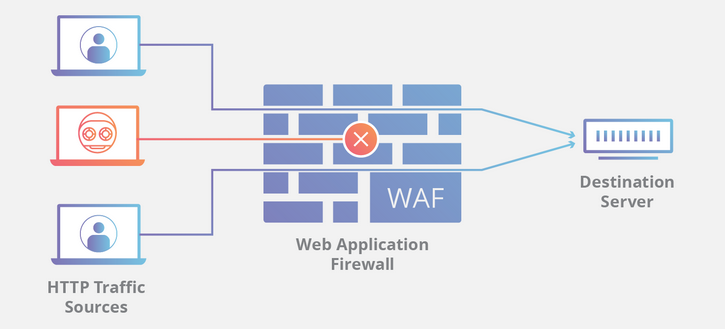 WAF
Web Application
Firewall
Destination
Server
HTTP Traffic
Sources